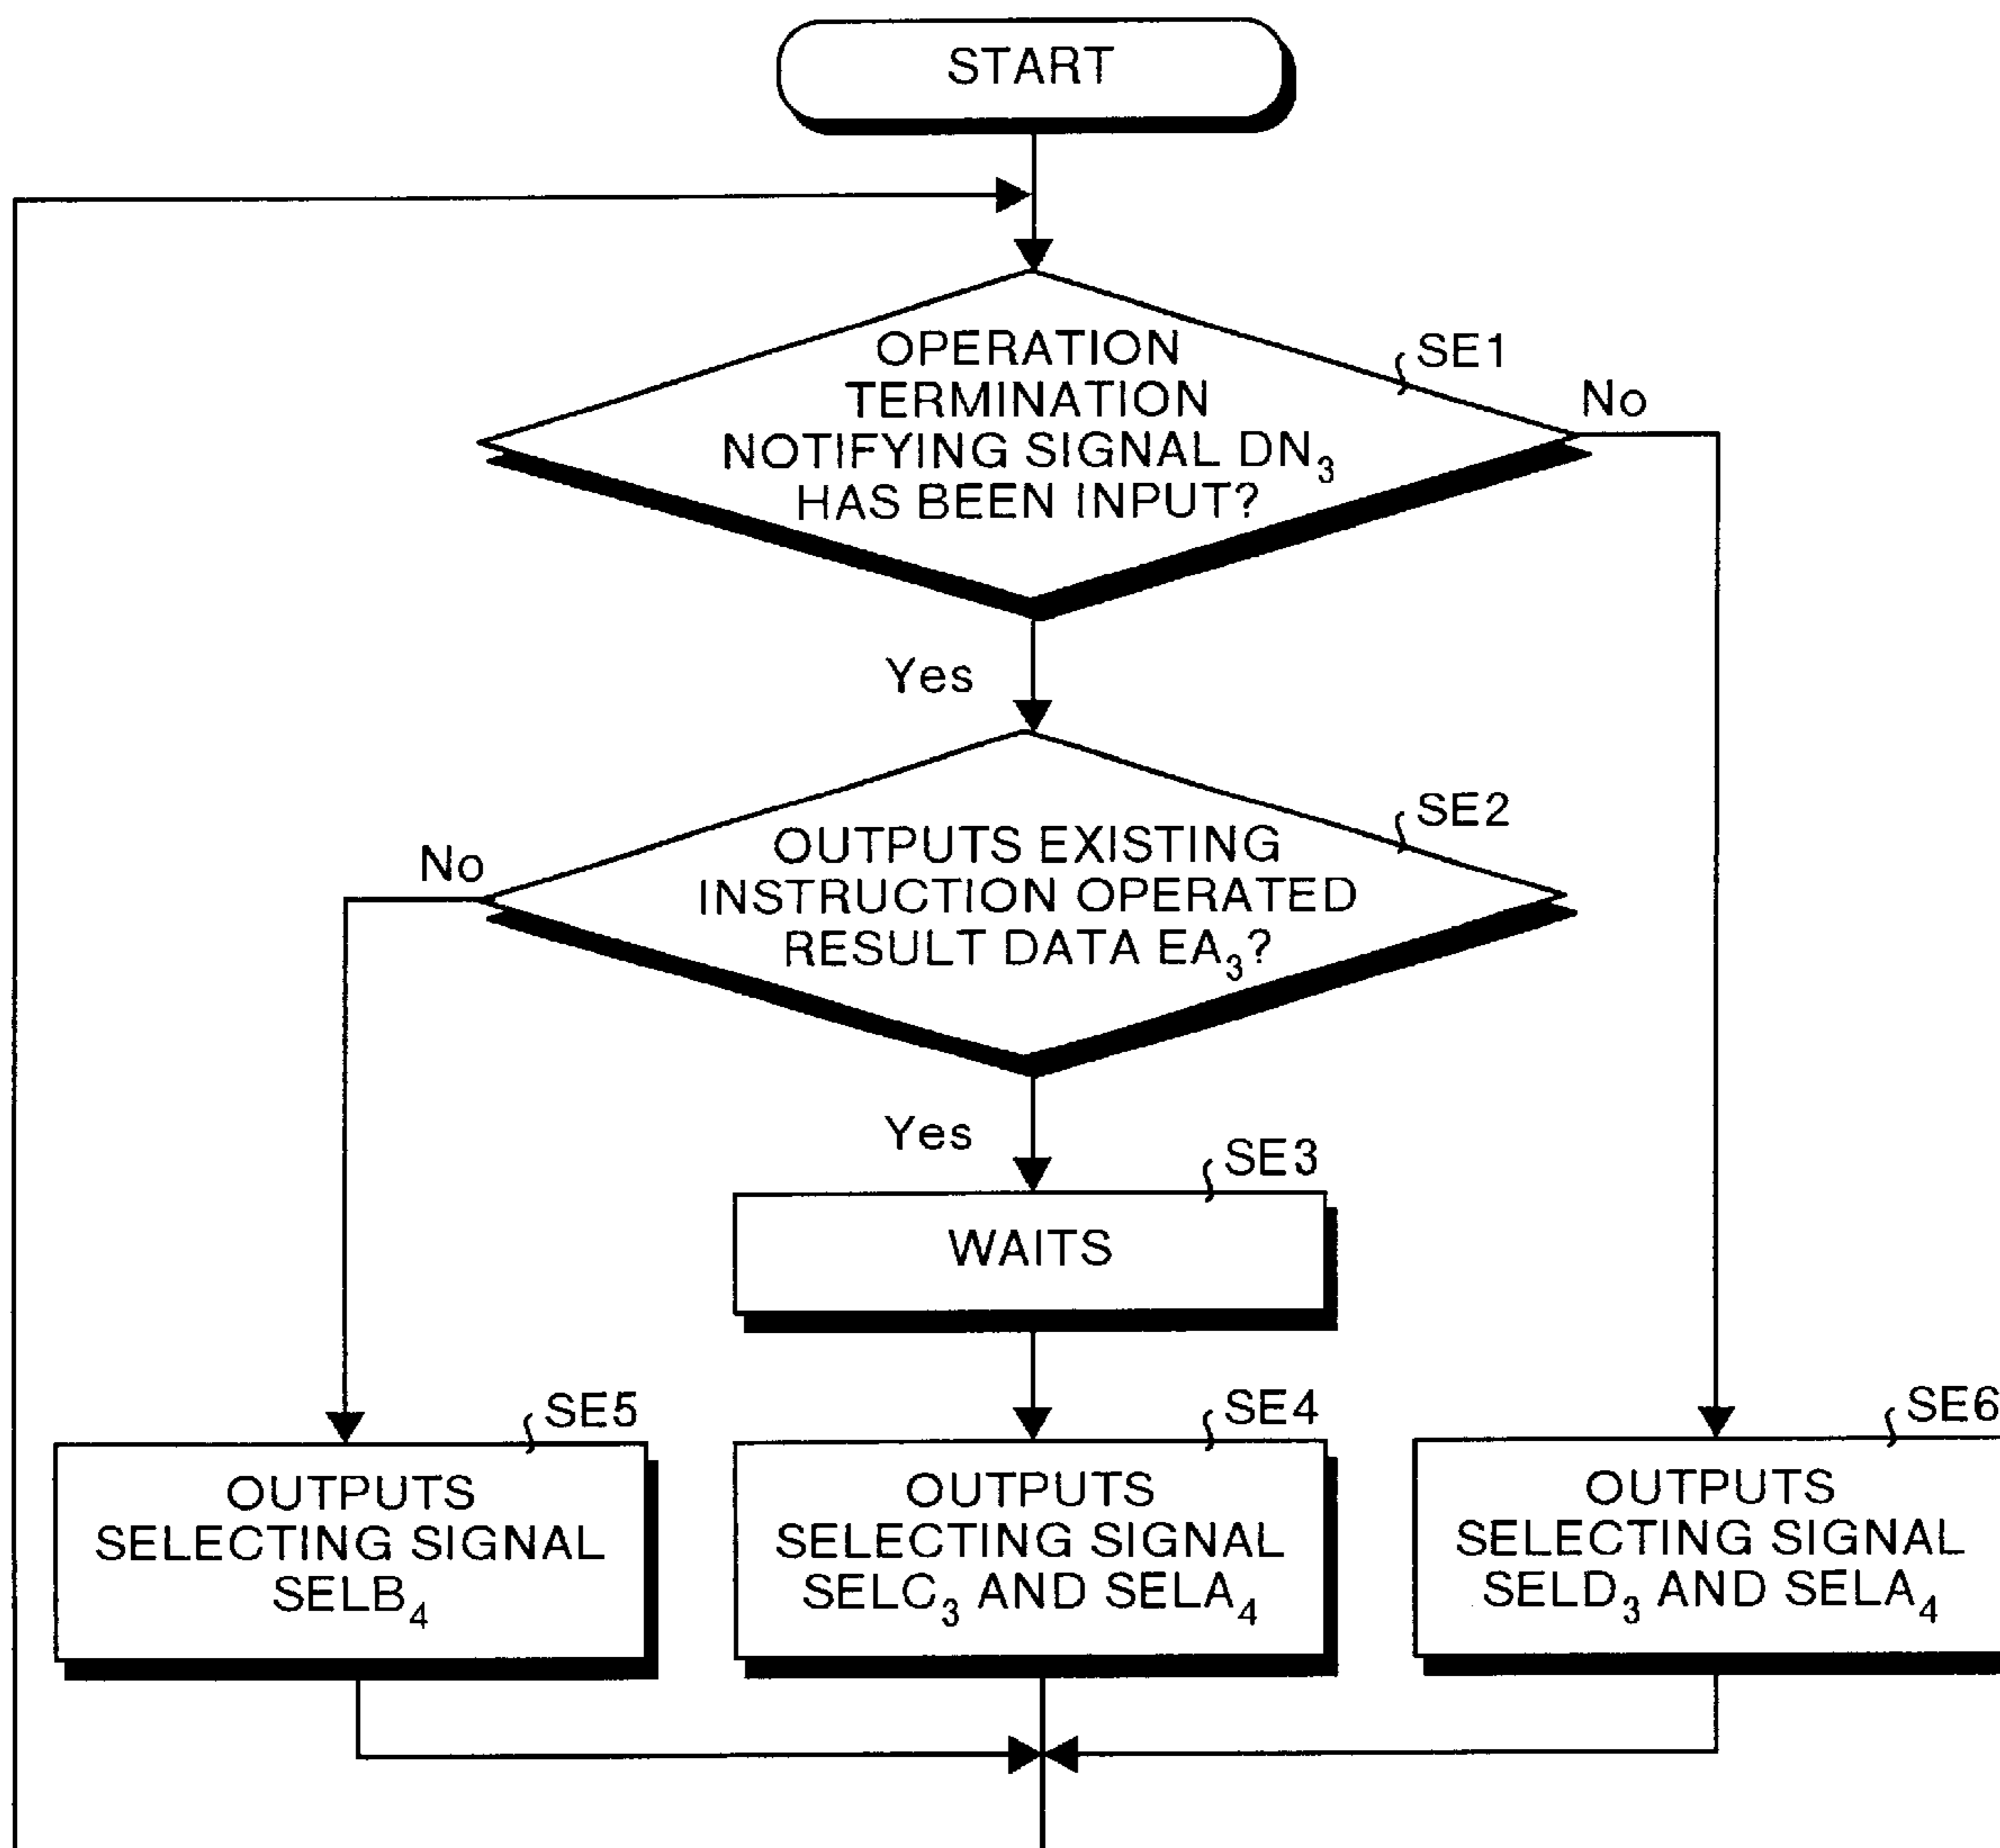 START
SE1
No
OPERATION
TERMINATION
NOTIFYING SIGNAL DN₃
HAS BEEN INPUT?
Yes
SE2
No
OUTPUTS EXISTING
INSTRUCTION OPERATED
RESULT DATA EA₃?
Yes
SE3
WAITS
SE5
OUTPUTS
SELECTING SIGNAL
SELB₄
SE4
OUTPUTS
SELECTING SIGNAL
SELC₃ AND SELA₄
SE6
OUTPUTS
SELECTING SIGNAL
SELD₃ AND SELA₄